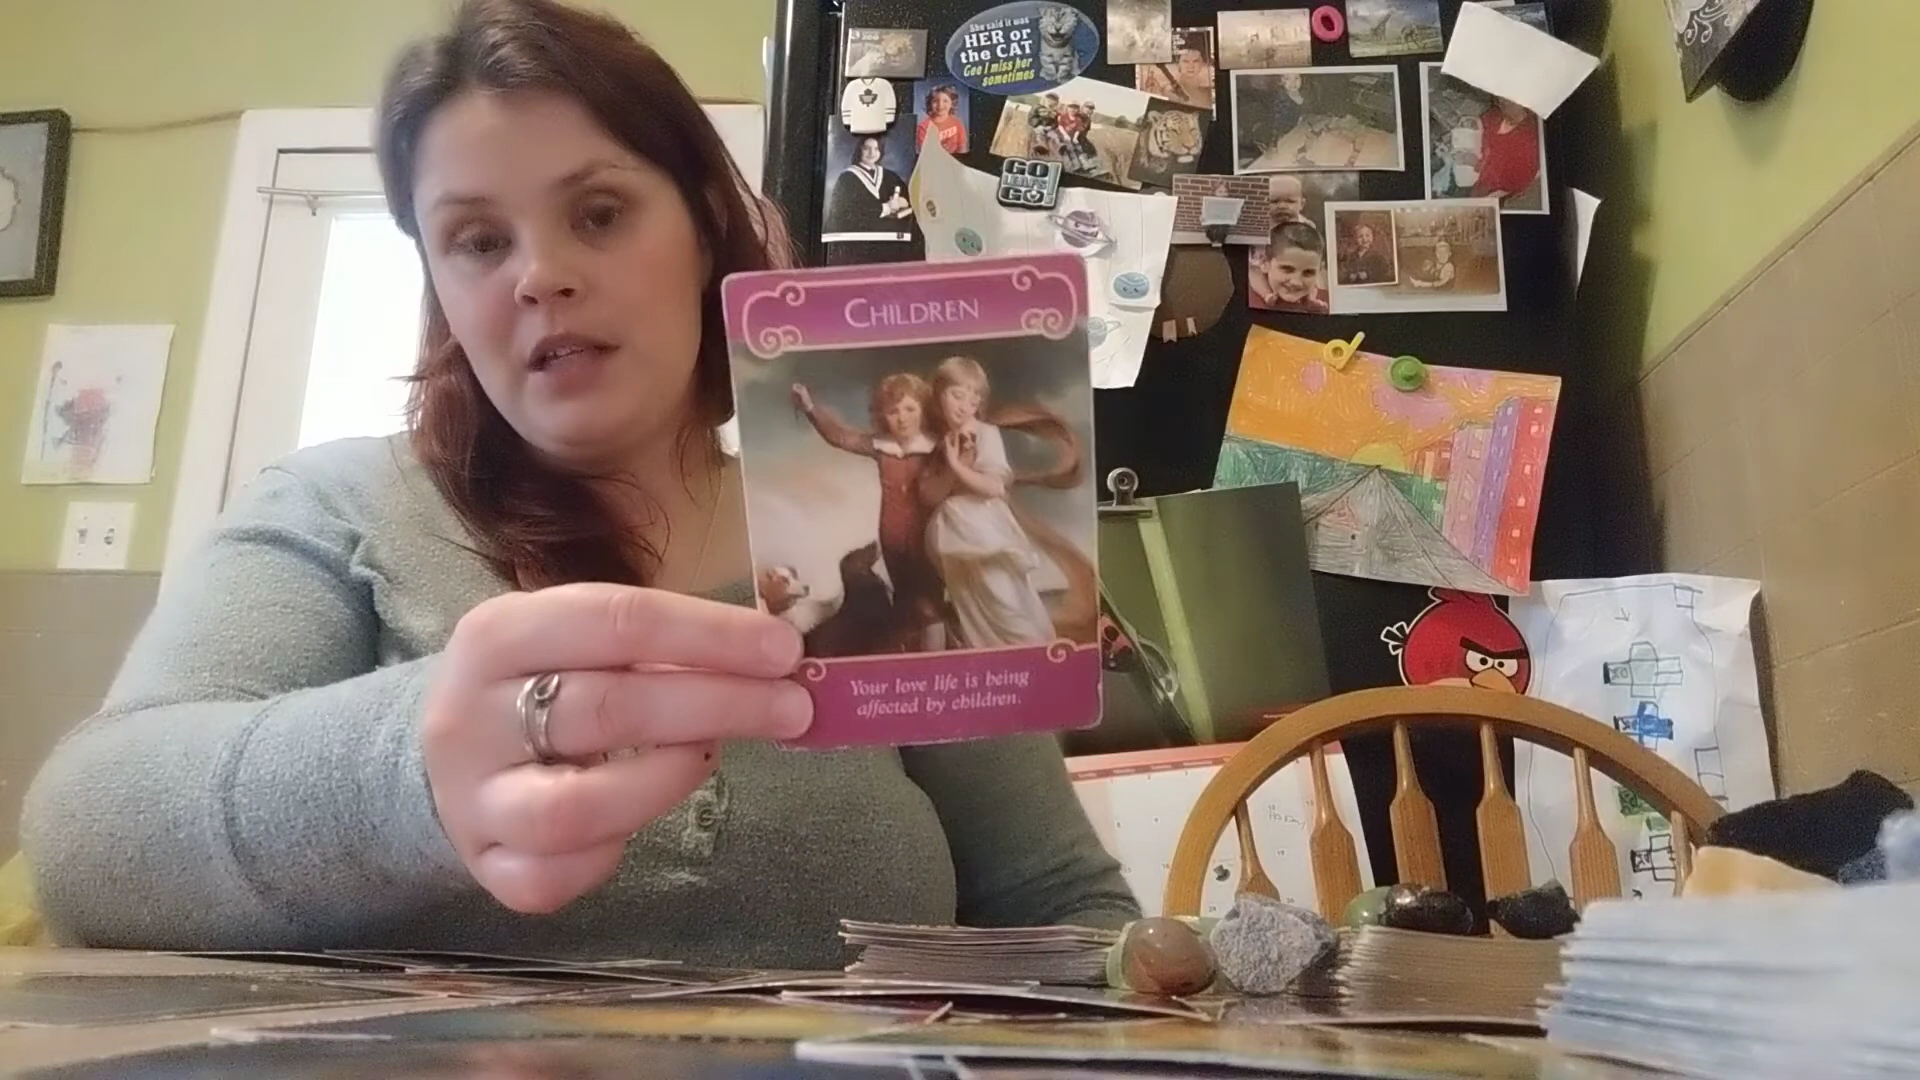 She said it was
HER or
the CAT
Gee I miss her
sometimes
GO!
GO!
CHILDREN
Your love life is being
affected by children.